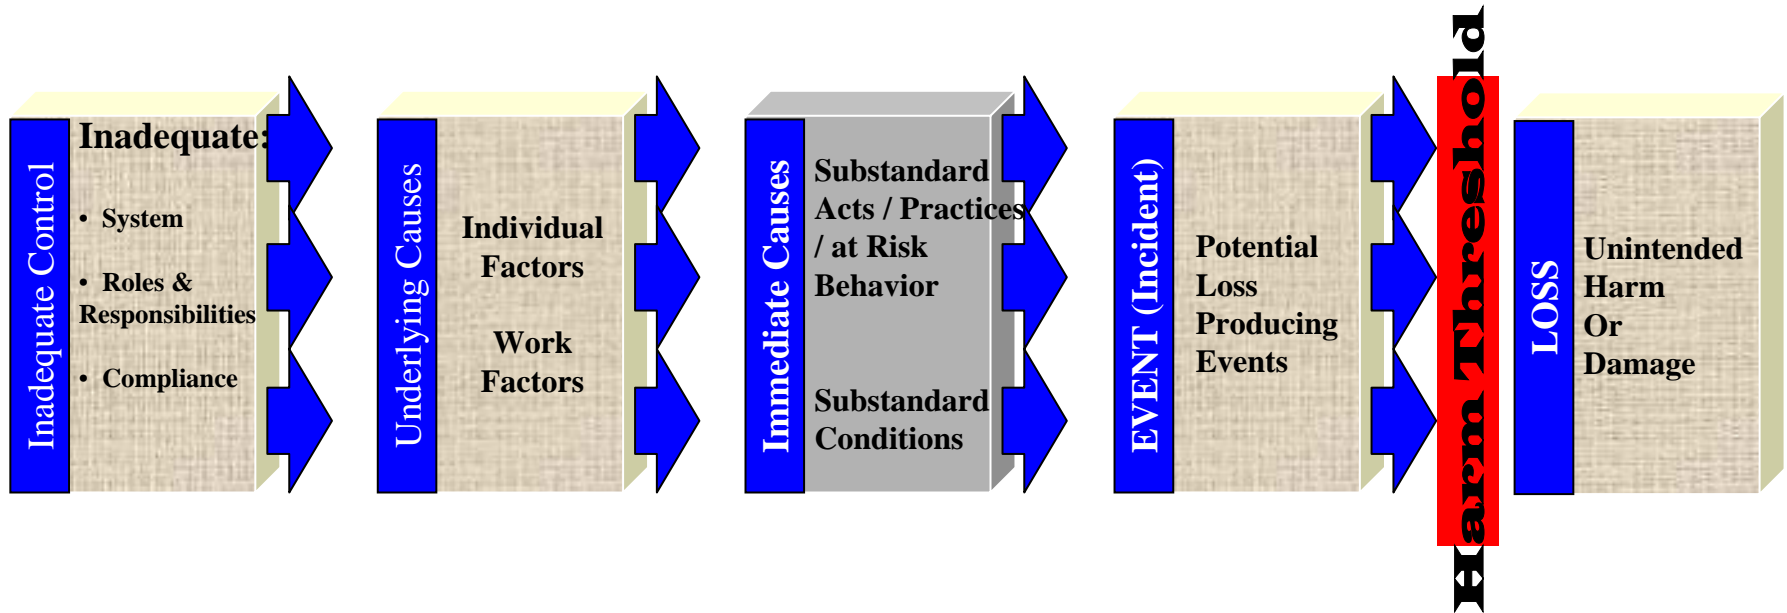 Inadequate Control
Inadequate:
• System
• Roles &
Responsibilities
• Compliance
Underlying Causes
Individual
Factors
Work
Factors
Immediate Causes
Substandard
Acts / Practices
/ at Risk
Behavior
Substandard
Conditions
EVENT (Incident)
Potential
Loss
Producing
Events
Harm Threshold
LOSS
Unintended
Harm
Or
Damage